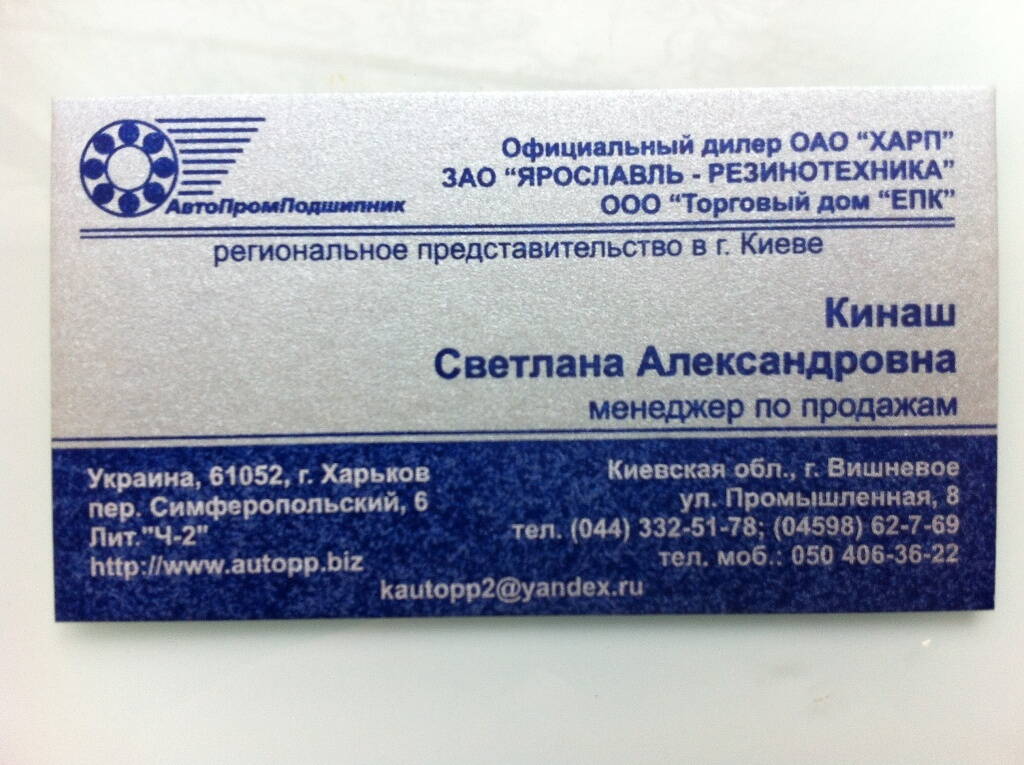 АвтоПромПодшипник
Официальный дилер ОАО "ХАРП"
ЗАО "ЯРОСЛАВЛЬ - РЕЗИНОТЕХНИКА"
ООО "Торговый дом "ЕПК"
региональное представительство в г. Киеве
Кинаш
Светлана Александровна
менеджер по продажам
Украина, 61052, г. Харьков
пер. Симферопольский, 6
Лит."Ч-2"
http://www.autopp.biz
Киевская обл., г. Вишневое
ул. Промышленная, 8
тел. (044) 332-51-78; (04598) 62-7-69
тел. моб.: 050 406-36-22
kautopp2@yandex.ru